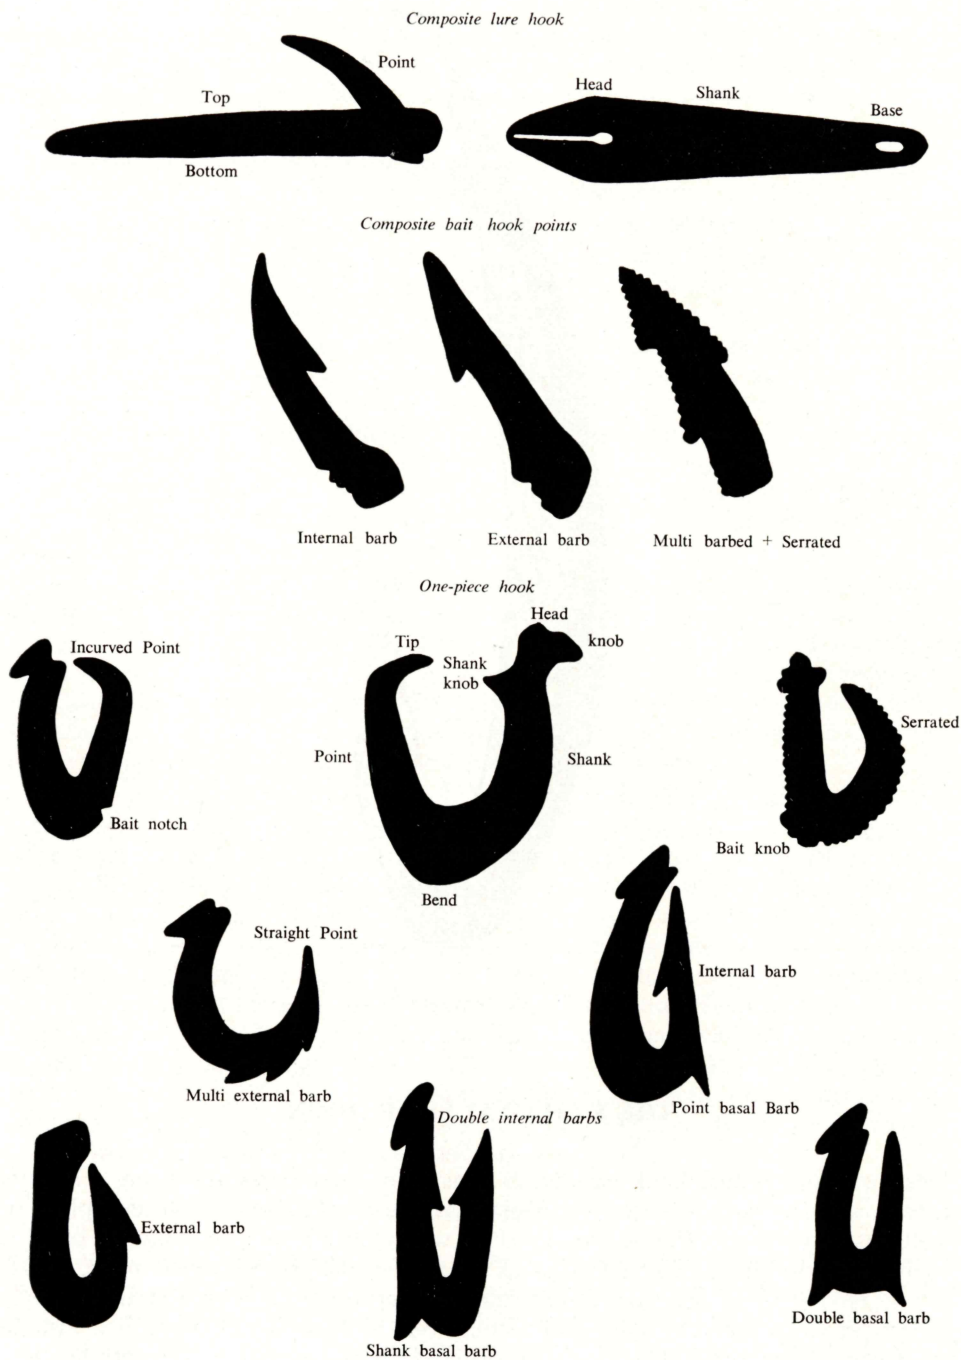 Composite lure hook
Point
Top
Bottom
Head
Shank
Base
Composite bait hook points
Internal barb
External barb
Multi barbed + Serrated
One-piece hook
Incurved Point
Bait notch
Tip
Head
knob
Shank
knob
Point
Shank
Bend
Serrated
Bait knob
Straight Point
Multi external barb
Internal barb
Point basal Barb
External barb
Double internal barbs
Shank basal barb
Double basal barb